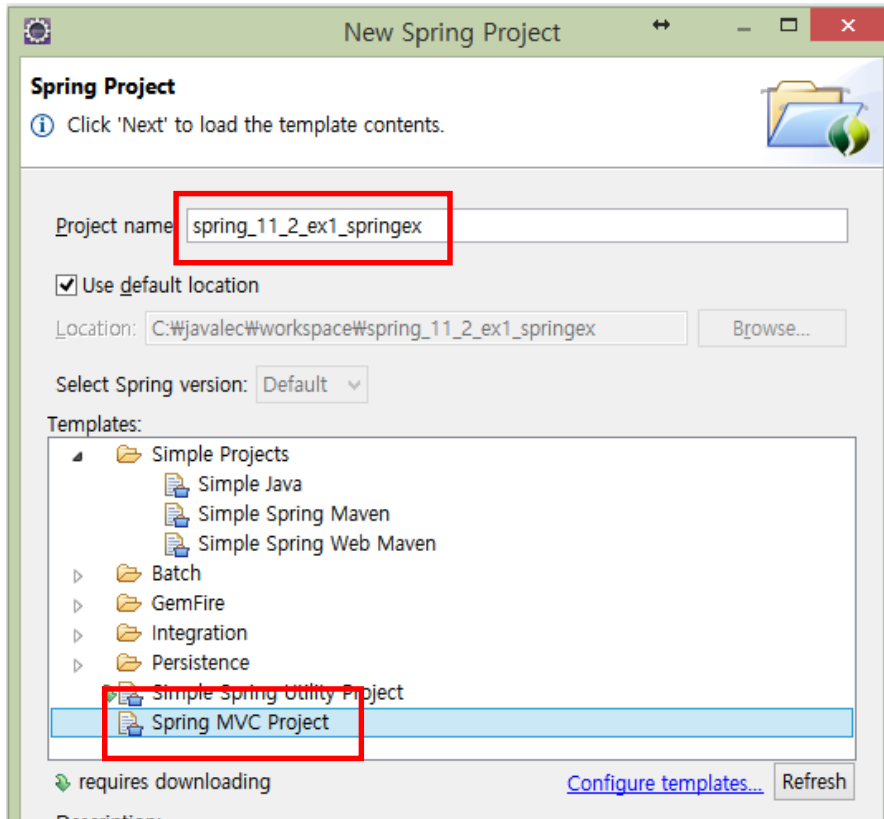 New Spring Project
Spring Project
Click 'Next' to load the template contents.
Project name spring_11_2_ex1_springex
Use default location
Location: C:₩javalec₩workspace₩spring_11_2_ex1_springex Browse...
Select Spring version: Default
Templates:
Simple Projects
Simple Java
Simple Spring Maven
Simple Spring Web Maven
Batch
GemFire
Integration
Persistence
Simple Spring Utility Project
Spring MVC Project
requires downloading Configure templates... Refresh
Description: